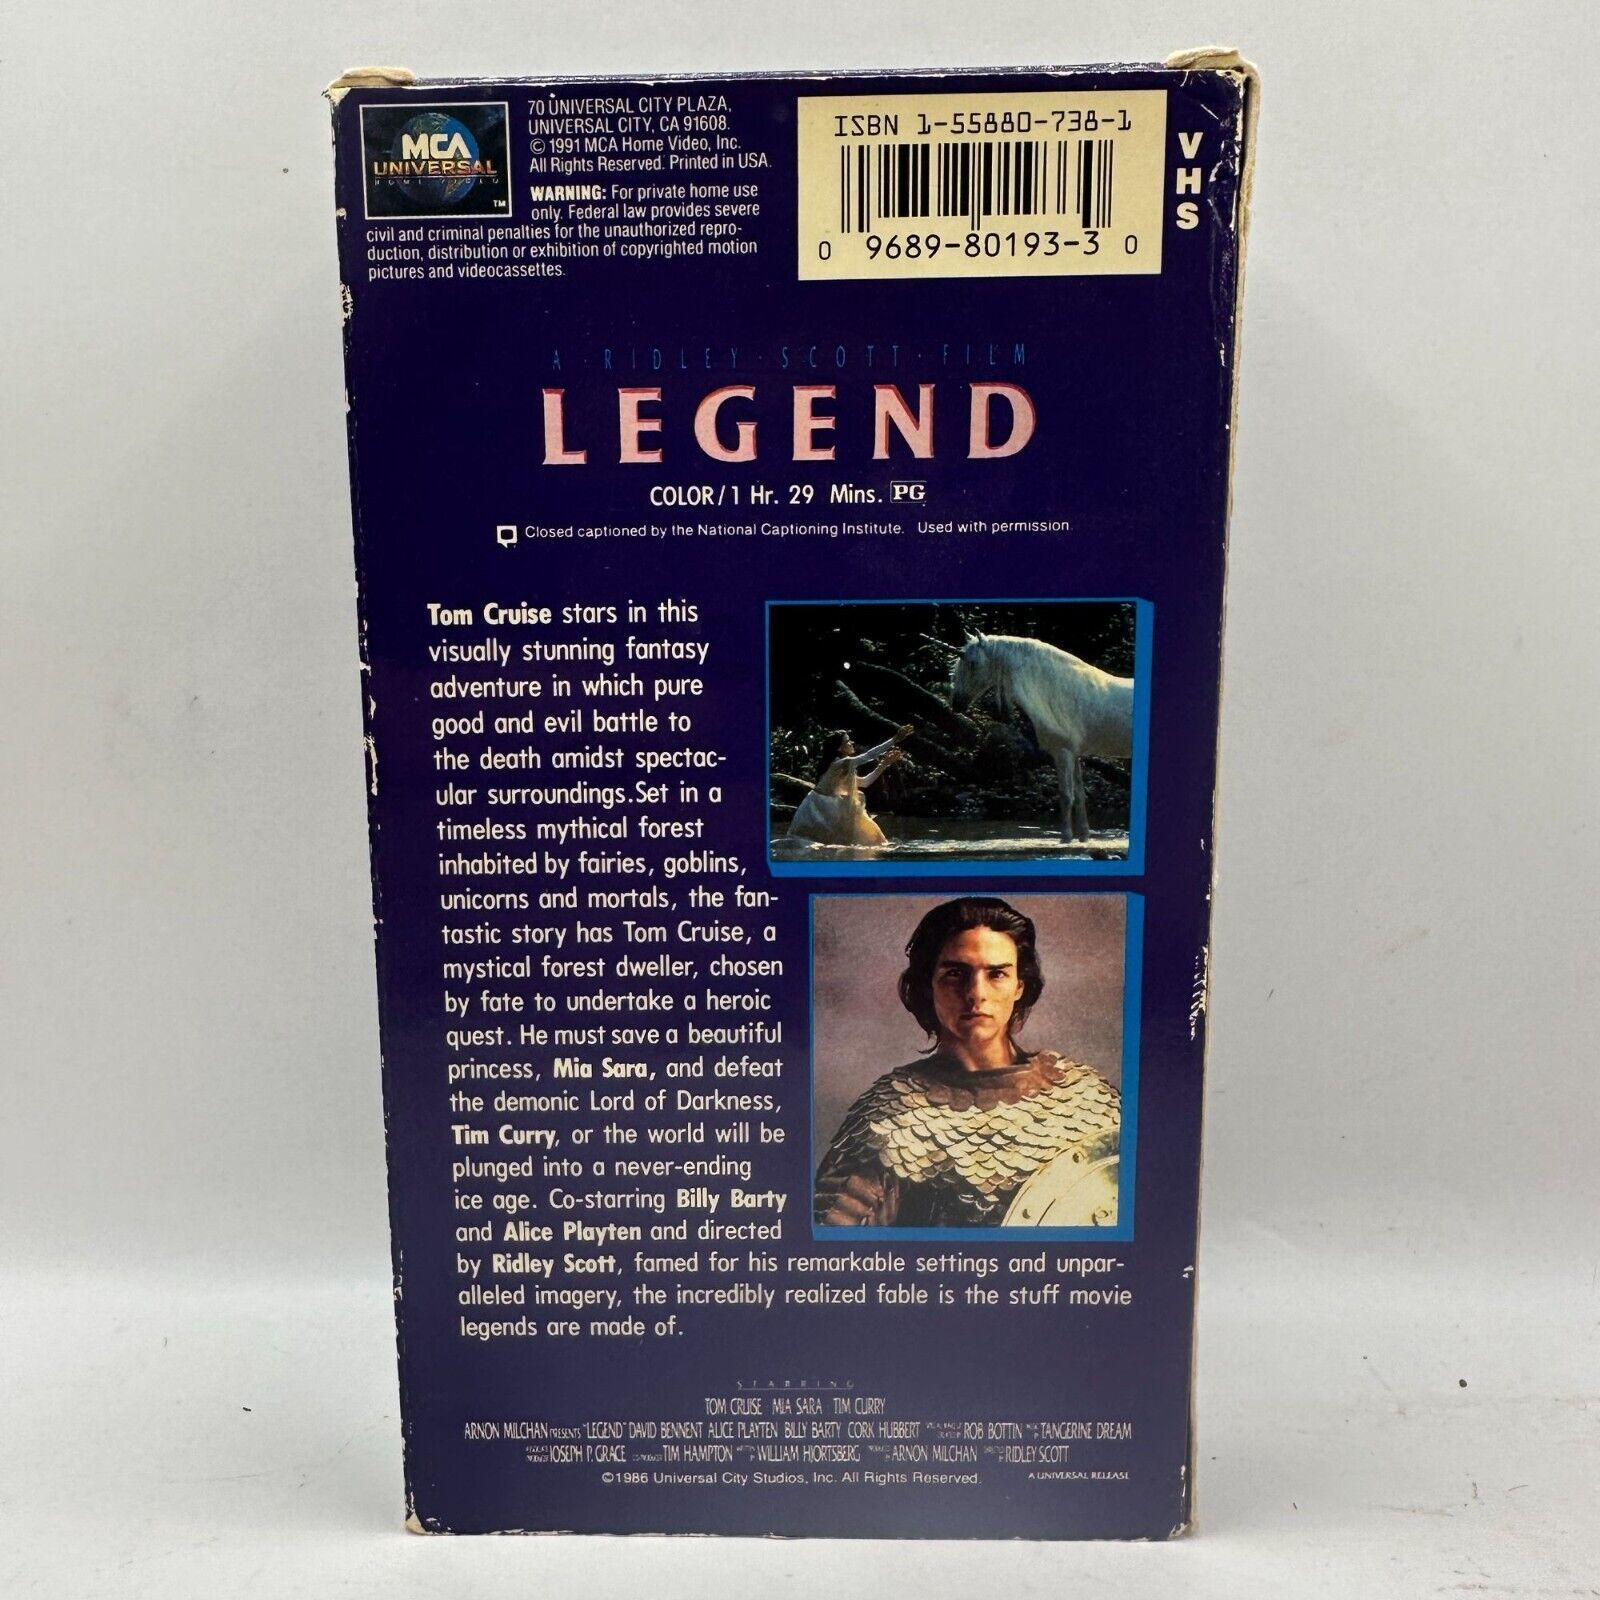 MCA
UNIVERSAL
HOME VIDEO
TM
70 UNIVERSAL CITY PLAZA,
UNIVERSAL CITY, CA 91608.
© 1991 MCA Home Video, Inc.
All Rights Reserved. Printed in USA.
WARNING: For private home use
only. Federal law provides severe
civil and criminal penalties for the unauthorized repro-
duction, distribution or exhibition of copyrighted motion
pictures and videocassettes.
ISBN 1-55880-738-1
0 9689-80193-3 0
VHS
A · RIDLEY · SCOTT · FILM
LEGEND
COLOR/1 Hr. 29 Mins. PG
Closed captioned by the National Captioning Institute. Used with permission.
Tom Cruise stars in this
visually stunning fantasy
adventure in which pure
good and evil battle to
the death amidst spectac-
ular surroundings.Set in a
timeless mythical forest
inhabited by fairies, goblins,
unicorns and mortals, the fan-
tastic story has Tom Cruise, a
mystical forest dweller, chosen
by fate to undertake a heroic
quest. He must save a beautiful
princess, Mia Sara, and defeat
the demonic Lord of Darkness,
Tim Curry, or the world will be
plunged into a never-ending
ice age. Co-starring Billy Barty
and Alice Playten and directed
by Ridley Scott, famed for his remarkable settings and unpar-
alleled imagery, the incredibly realized fable is the stuff movie
legends are made of.
STARRING
TOM CRUISE MIA SARA TIM CURRY
ARNON MILCHAN PRESENTS "LEGEND" DAVID BENNENT ALICE PLAYTEN BILLY BARTY CORK HUBBERT ROB BOTTIN TANGERINE DREAM
JOSEPH P. GRACE TIM HAMPTON WILLIAM HJORTSBERG ARNON MILCHAN RIDLEY SCOTT
©1986 Universal City Studios, Inc. All Rights Reserved.
A UNIVERSAL RELEASE